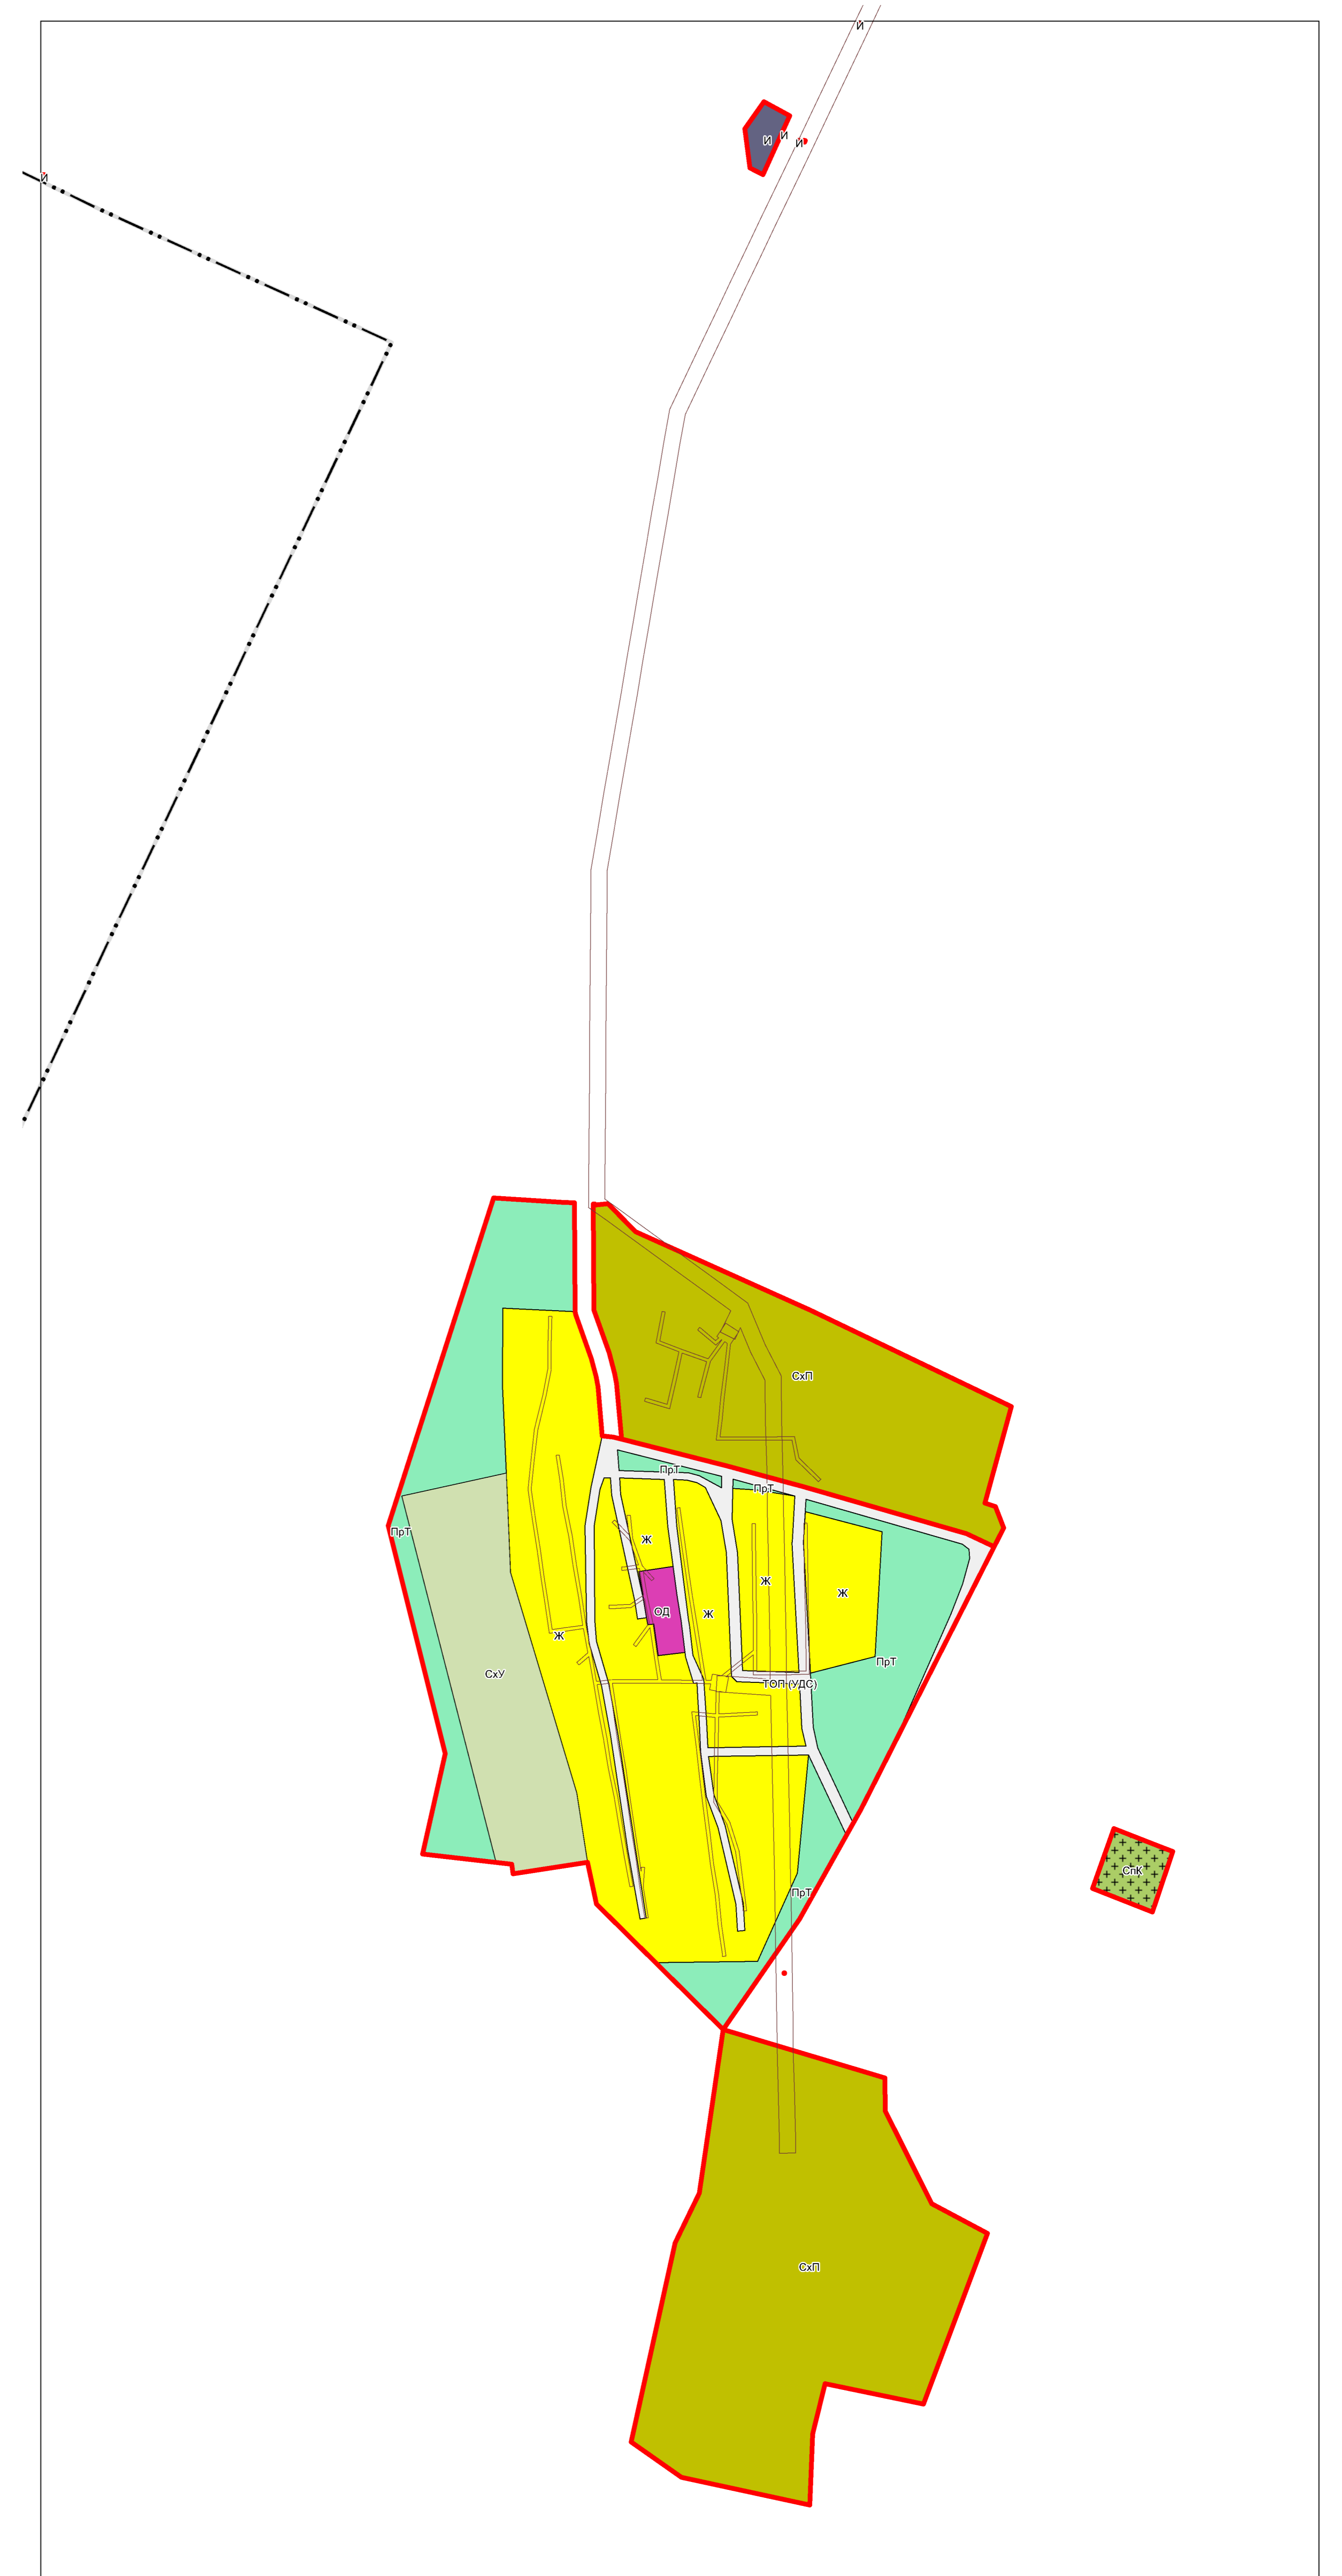 И
И
И
И
И
СхП
ПрТ
ПрТ
ПрТ
Ж
Ж
Ж
ОД
Ж
Ж
ПрТ
СхУ
ТОП (УДС)
СпК
ПрТ
СхП